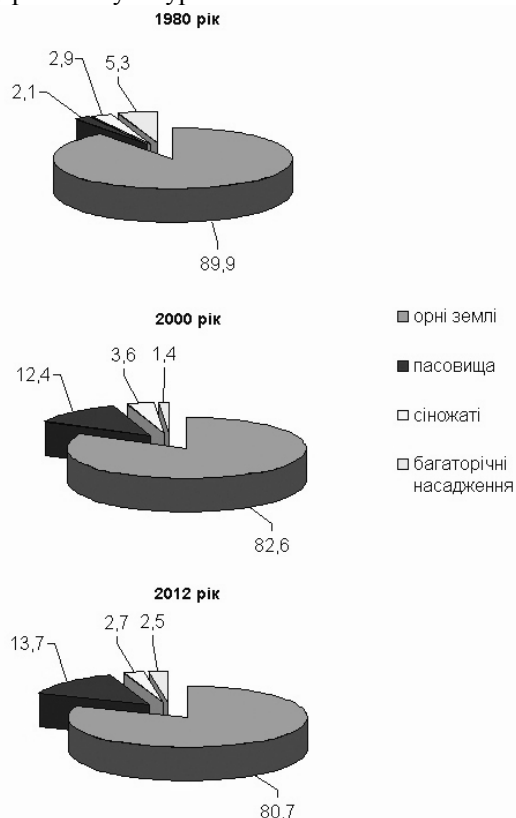 1980 рік
2,9
5,3
2,1
89,9
2000 рік
3,6
1,4
12,4
82,6
орні землі
пасовища
сіножаті
багаторічні
насадження
2012 рік
2,7
2,5
13,7
80,7